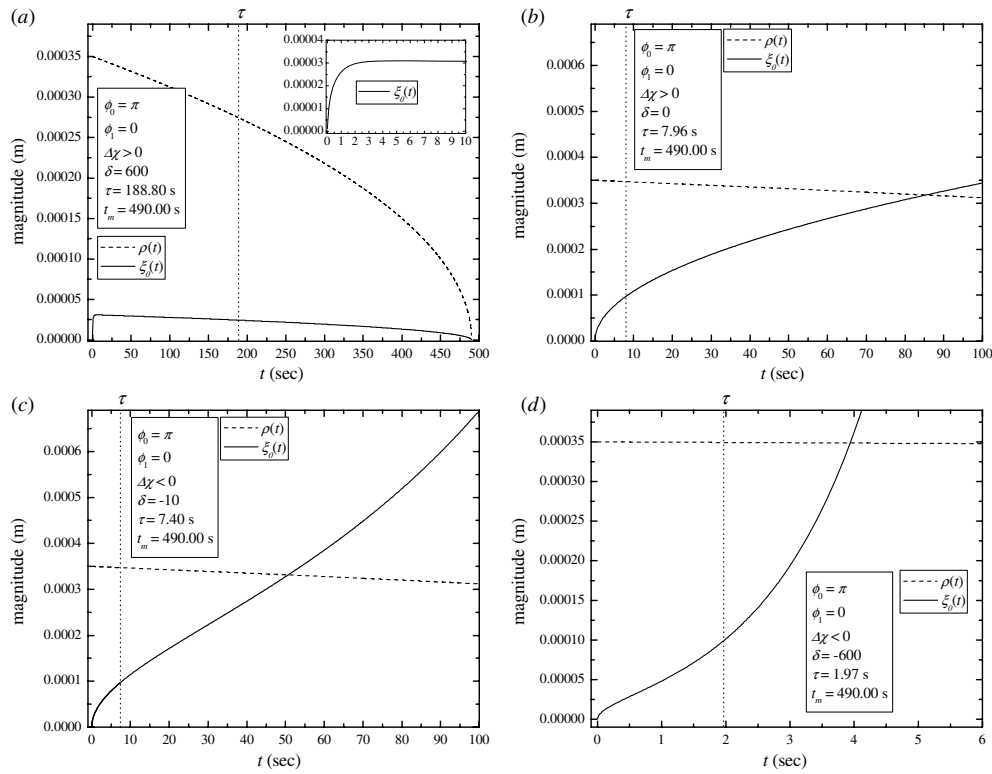 (a)
τ
0.00035
0.00030
0.00025
0.00020
0.00015
0.00010
0.00005
0.00000
magnitude (m)
ϕ₀ = π
ϕ₁ = 0
Δχ > 0
δ = 600
τ = 188.80 s
tₘ = 490.00 s
ρ(t)
ξ₀(t)
0.00004
0.00003
0.00002
0.00001
0.00000
ξ₀(t)
0 1 2 3 4 5 6 7 8 9 10
0 50 100 150 200 250 300 350 400 450 500
t (sec)
(b)
τ
0.0006
0.0005
0.0004
0.0003
0.0002
0.0001
0.0000
magnitude (m)
ϕ₀ = π
ϕ₁ = 0
Δχ > 0
δ = 0
τ = 7.96 s
tₘ = 490.00 s
ρ(t)
ξ₀(t)
0 10 20 30 40 50 60 70 80 90 100
t (sec)
(c)
τ
0.0006
0.0005
0.0004
0.0003
0.0002
0.0001
0.0000
magnitude (m)
ϕ₀ = π
ϕ₁ = 0
Δχ < 0
δ = -10
τ = 7.40 s
tₘ = 490.00 s
ρ(t)
ξ₀(t)
0 10 20 30 40 50 60 70 80 90 100
t (sec)
(d)
τ
0.00035
0.00030
0.00025
0.00020
0.00015
0.00010
0.00005
0.00000
magnitude (m)
ϕ₀ = π
ϕ₁ = 0
Δχ < 0
δ = -600
τ = 1.97 s
tₘ = 490.00 s
ρ(t)
ξ₀(t)
0 1 2 3 4 5 6
t (sec)